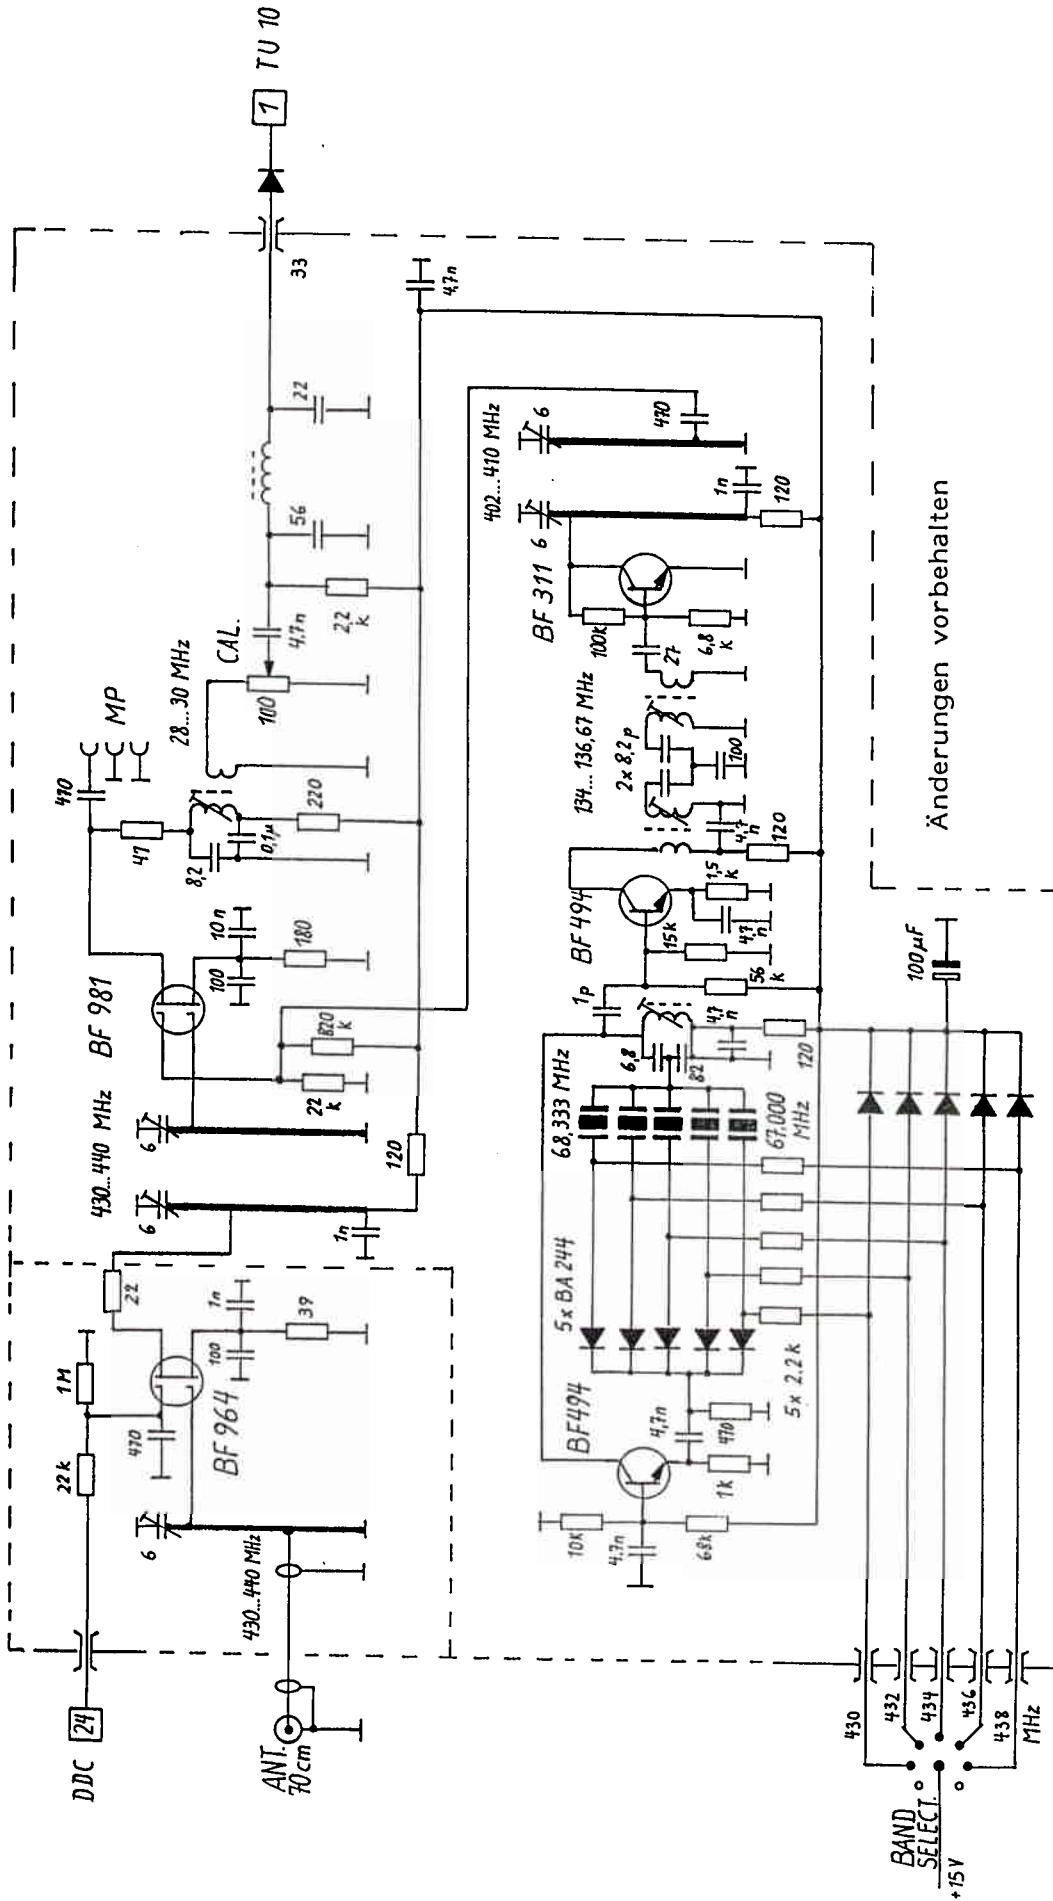 DDC
24
22k
1M
470
BF 964
22
100
1n
39
6
430...440 MHz
ANT.
70cm
430...440 MHz
6
6
1n
120
22
k
820
k
BF 981
100
10n
180
470
MP
47
8,2
0,1µ
220
28...30 MHz
CAL.
100
4,7n
2,2
k
56
22
33
1
TU 10
4,7n
402...410 MHz
6
6
470
1n
120
BF 311
100k
27
6,8
k
134...136,67 MHz
2x8,2p
100
4,7
n
120
BF494
15k
1,5
k
4,7
n
56
k
1p
68,333 MHz
6,8
82
4,7
n
120
67.000
MHz
5x BA 244
5x 2.2k
BF494
4,7n
470
1k
10k
4,7n
68k
100µF
430
432
434
436
438
MHz
BAND
SELECT.
+15V
Änderungen vorbehalten